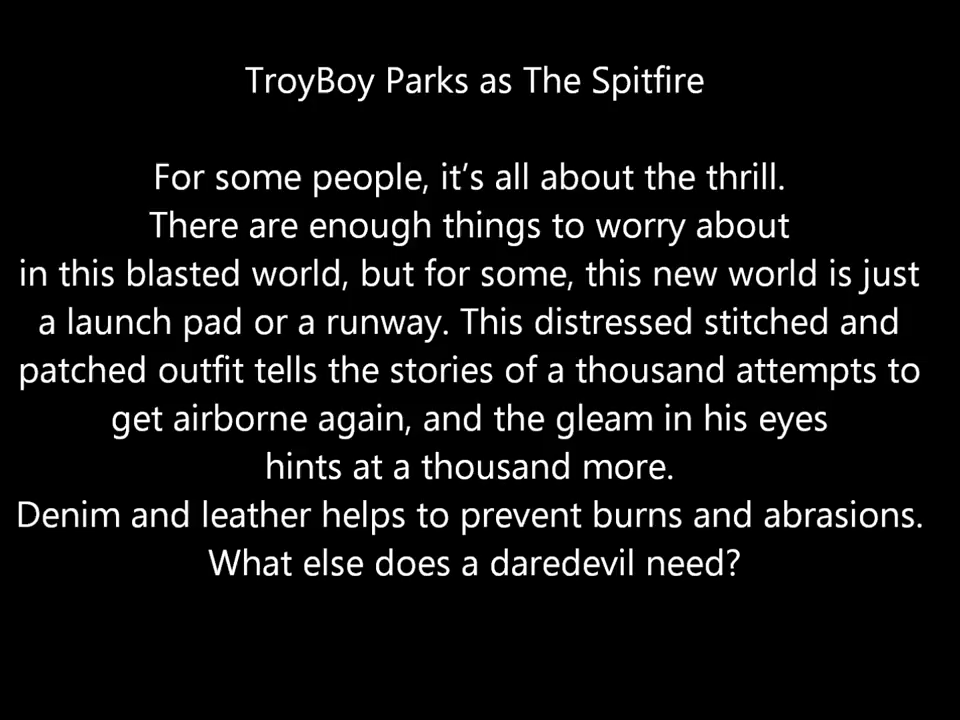 TroyBoy Parks as The Spitfire
For some people, it's all about the thrill.
There are enough things to worry about
in this blasted world, but for some, this new world is just
a launch pad or a runway. This distressed stitched and
patched outfit tells the stories of a thousand attempts to
get airborne again, and the gleam in his eyes
hints at a thousand more.
Denim and leather helps to prevent burns and abrasions.
What else does a daredevil need?